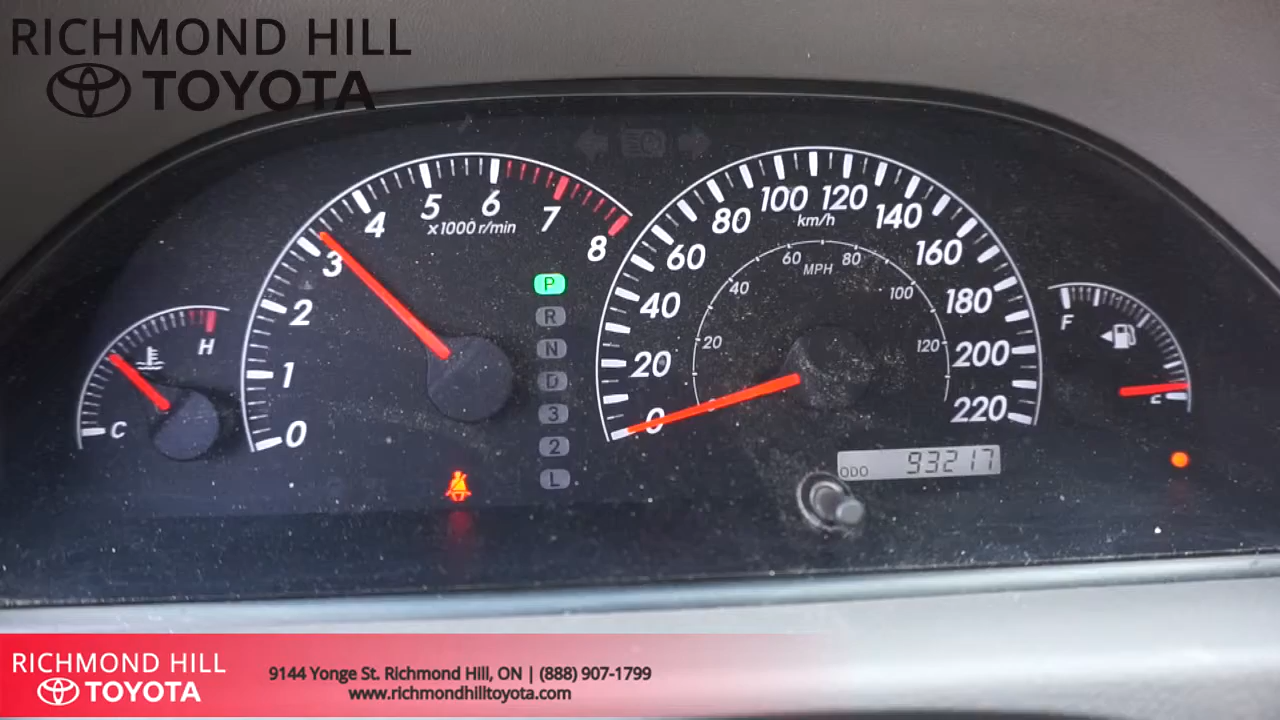 RICHMOND HILL
TOYOTA
0 1 2 3 4 5 6 7 8
x1000 r/min
C H
P
R
N
D
3
2
L
0 20 40 60 80 100 120 140 160 180 200 220
km/h
0 20 40 60 80 100 120
MPH
F
E
ODO 93217
RICHMOND HILL
TOYOTA
9144 Yonge St. Richmond Hill, ON | (888) 907-1799
www.richmondhilltoyota.com